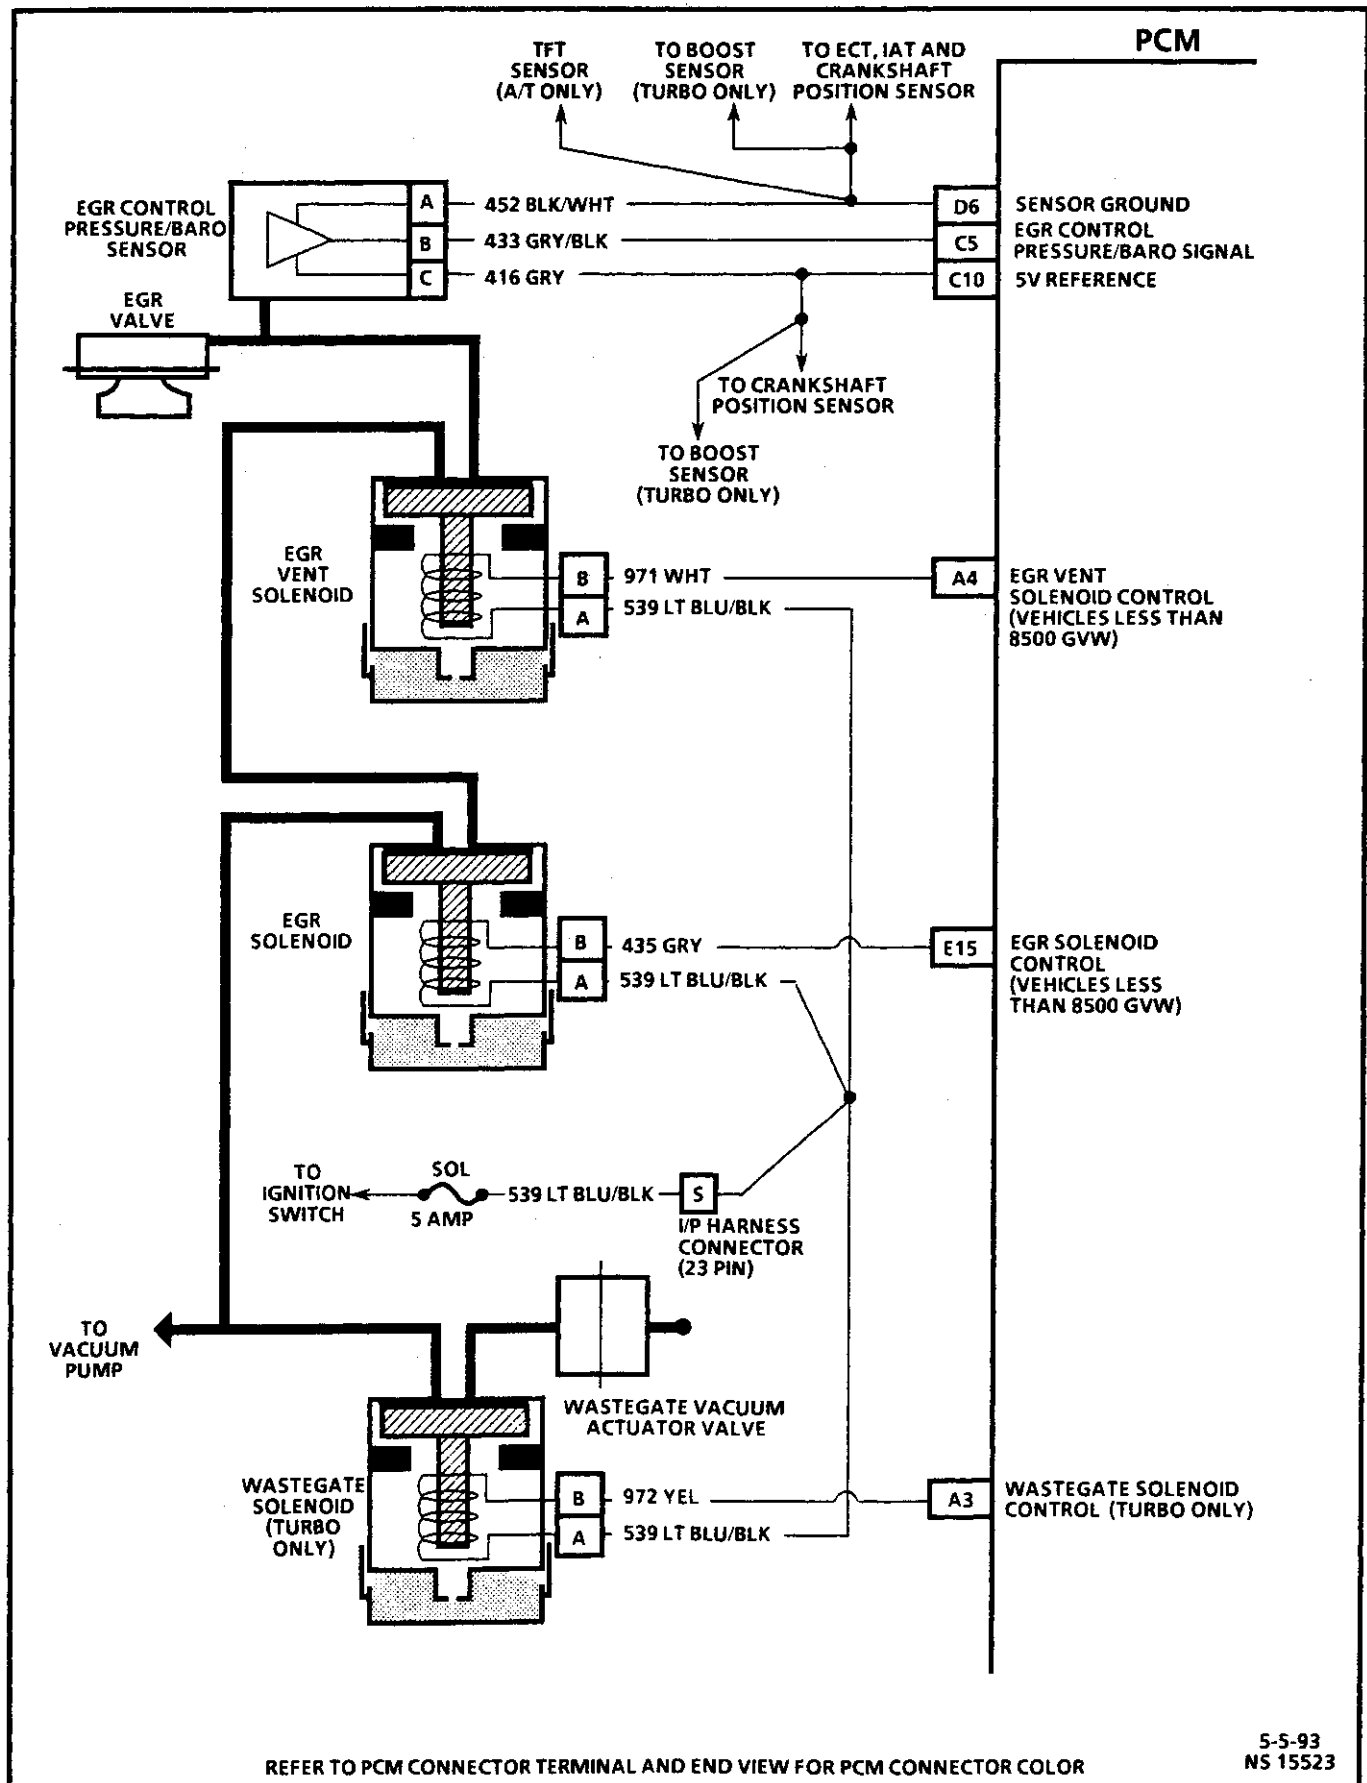 PCM
TFT
SENSOR
(A/T ONLY)
TO BOOST
SENSOR
(TURBO ONLY)
TO ECT, IAT AND
CRANKSHAFT
POSITION SENSOR
EGR CONTROL
PRESSURE/BARO
SENSOR
A
452 BLK/WHT
D6
SENSOR GROUND
B
433 GRY/BLK
C5
EGR CONTROL
PRESSURE/BARO SIGNAL
C
416 GRY
C10
5V REFERENCE
EGR
VALVE
TO CRANKSHAFT
POSITION SENSOR
TO BOOST
SENSOR
(TURBO ONLY)
EGR
VENT
SOLENOID
B
971 WHT
A4
EGR VENT
SOLENOID CONTROL
(VEHICLES LESS THAN
8500 GVW)
A
539 LT BLU/BLK
EGR
SOLENOID
B
435 GRY
E15
EGR SOLENOID
CONTROL
(VEHICLES LESS
THAN 8500 GVW)
A
539 LT BLU/BLK
TO
IGNITION
SWITCH
SOL
5 AMP
539 LT BLU/BLK
S
I/P HARNESS
CONNECTOR
(23 PIN)
TO
VACUUM
PUMP
WASTEGATE VACUUM
ACTUATOR VALVE
WASTEGATE
SOLENOID
(TURBO
ONLY)
B
972 YEL
A3
WASTEGATE SOLENOID
CONTROL (TURBO ONLY)
A
539 LT BLU/BLK
REFER TO PCM CONNECTOR TERMINAL AND END VIEW FOR PCM CONNECTOR COLOR
5-5-93
NS 15523